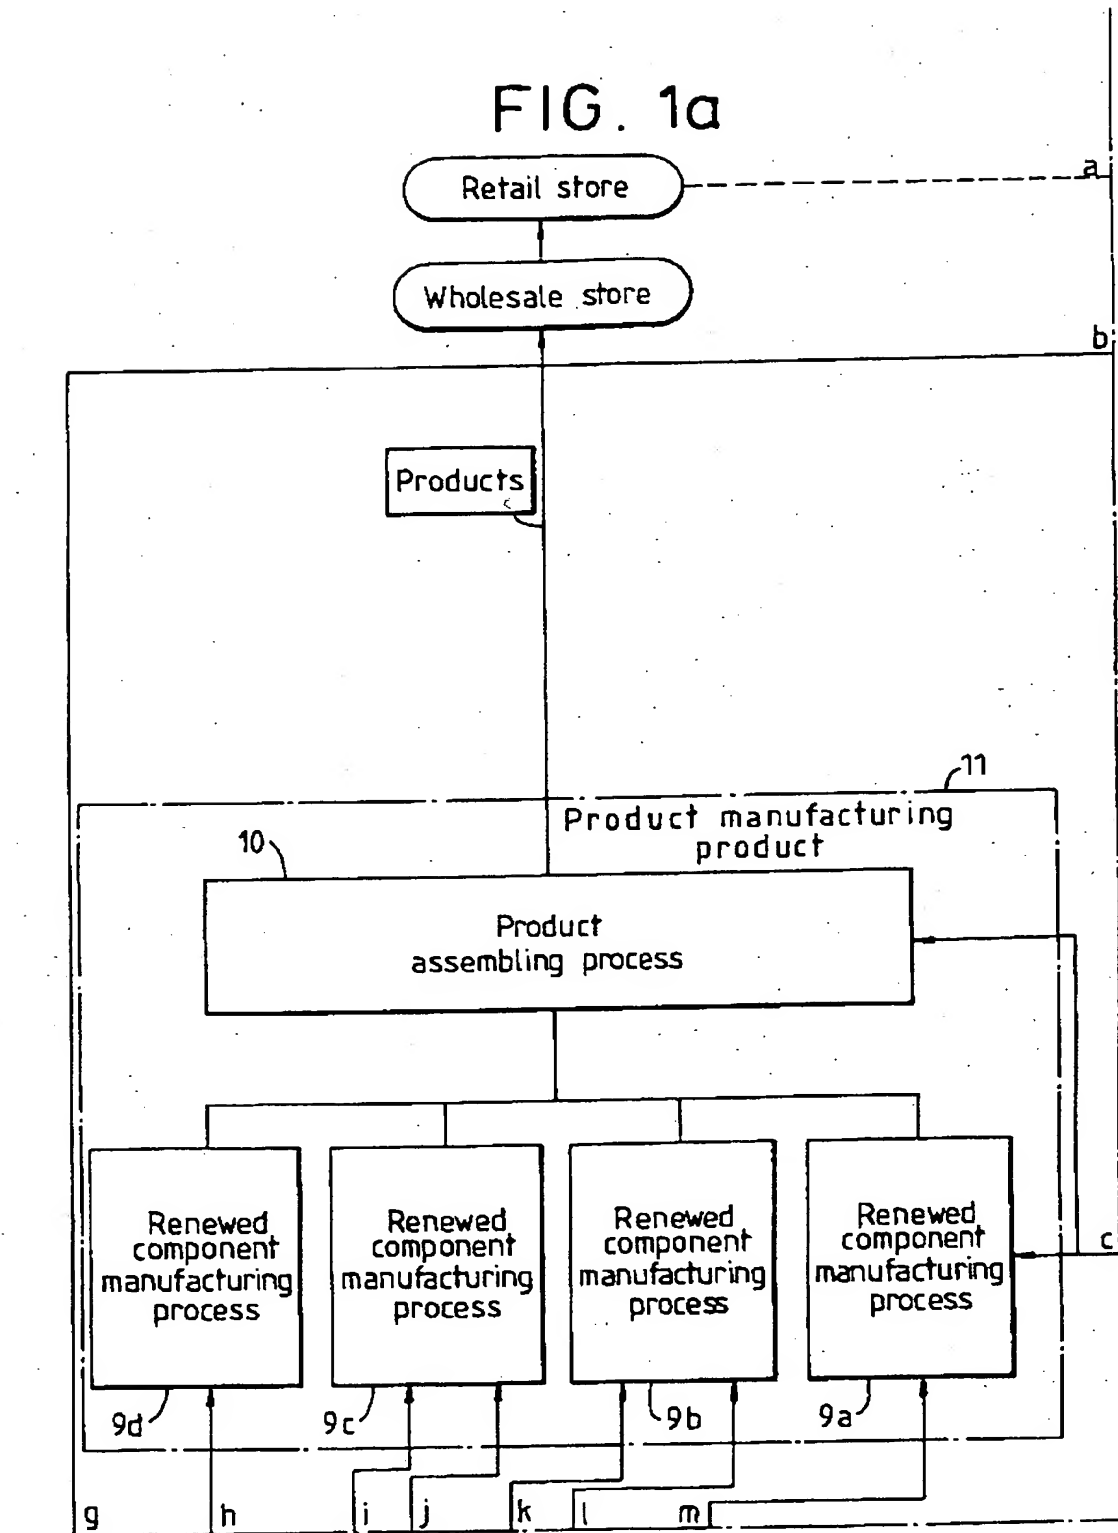 FIG. 1a
Retail store
a
Wholesale store
b
Products
11
Product manufacturing
product
10
Product
assembling process
Renewed
component
manufacturing
process
Renewed
component
manufacturing
process
Renewed
component
manufacturing
process
Renewed
component
manufacturing
process
c
9d
9c
9b
9a
g
h
i
j
k
l
m